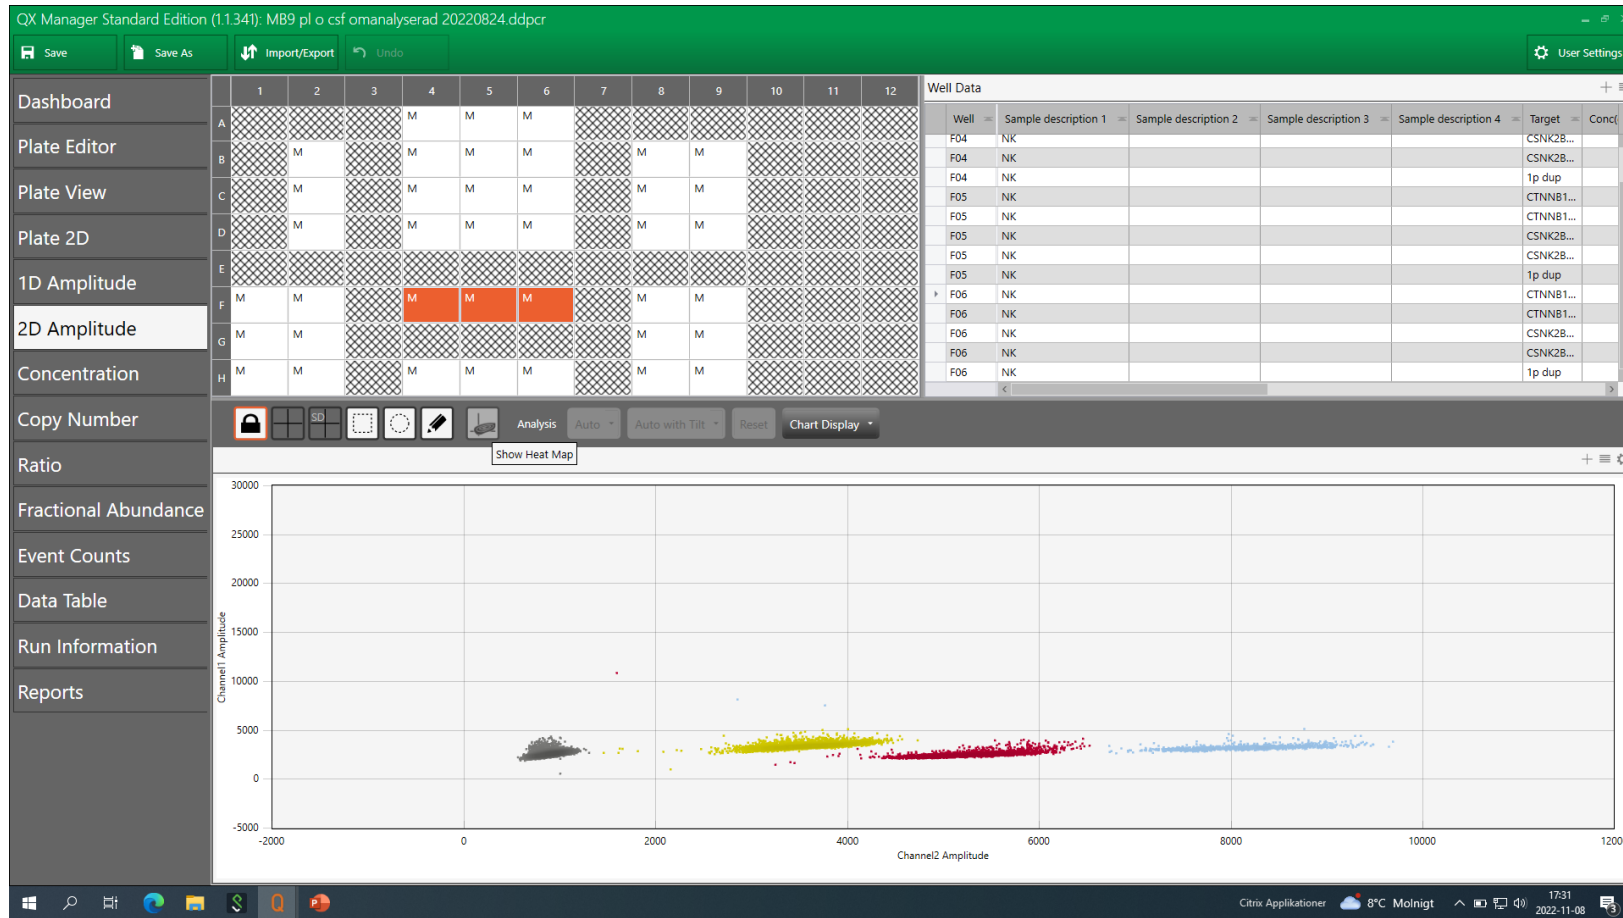 QX Manager Standard Edition (1.1.341): MB9 pl o csf omanalyserad 20220824.ddpcr
Save
Save As
Import/Export
Undo
User Settings
Dashboard
Plate Editor
Plate View
Plate 2D
1D Amplitude
2D Amplitude
Concentration
Copy Number
Ratio
Fractional Abundance
Event Counts
Data Table
Run Information
Reports
1 2 3 4 5 6 7 8 9 10 11 12
A M M M
B M M M M M M
C M M M M M M
D M M M M M M
E
F M M M M M M M
G M M M M
H M M M M M M M
Well Data
Well Sample description 1 Sample description 2 Sample description 3 Sample description 4 Target Conc(
F04 NK CSNK2B...
F04 NK CSNK2B...
F04 NK 1p dup
F05 NK CTNNB1...
F05 NK CTNNB1...
F05 NK CSNK2B...
F05 NK CSNK2B...
F05 NK 1p dup
F06 NK CTNNB1...
F06 NK CTNNB1...
F06 NK CSNK2B...
F06 NK CSNK2B...
F06 NK 1p dup
SD
Analysis
Auto
Auto with Tilt
Reset
Chart Display
Show Heat Map
30000
25000
20000
15000
10000
5000
0
-5000
Channel1 Amplitude
-2000 0 2000 4000 6000 8000 10000 1200
Channel2 Amplitude
Citrix Applikationer
8°C Molnigt
17:31
2022-11-08
3